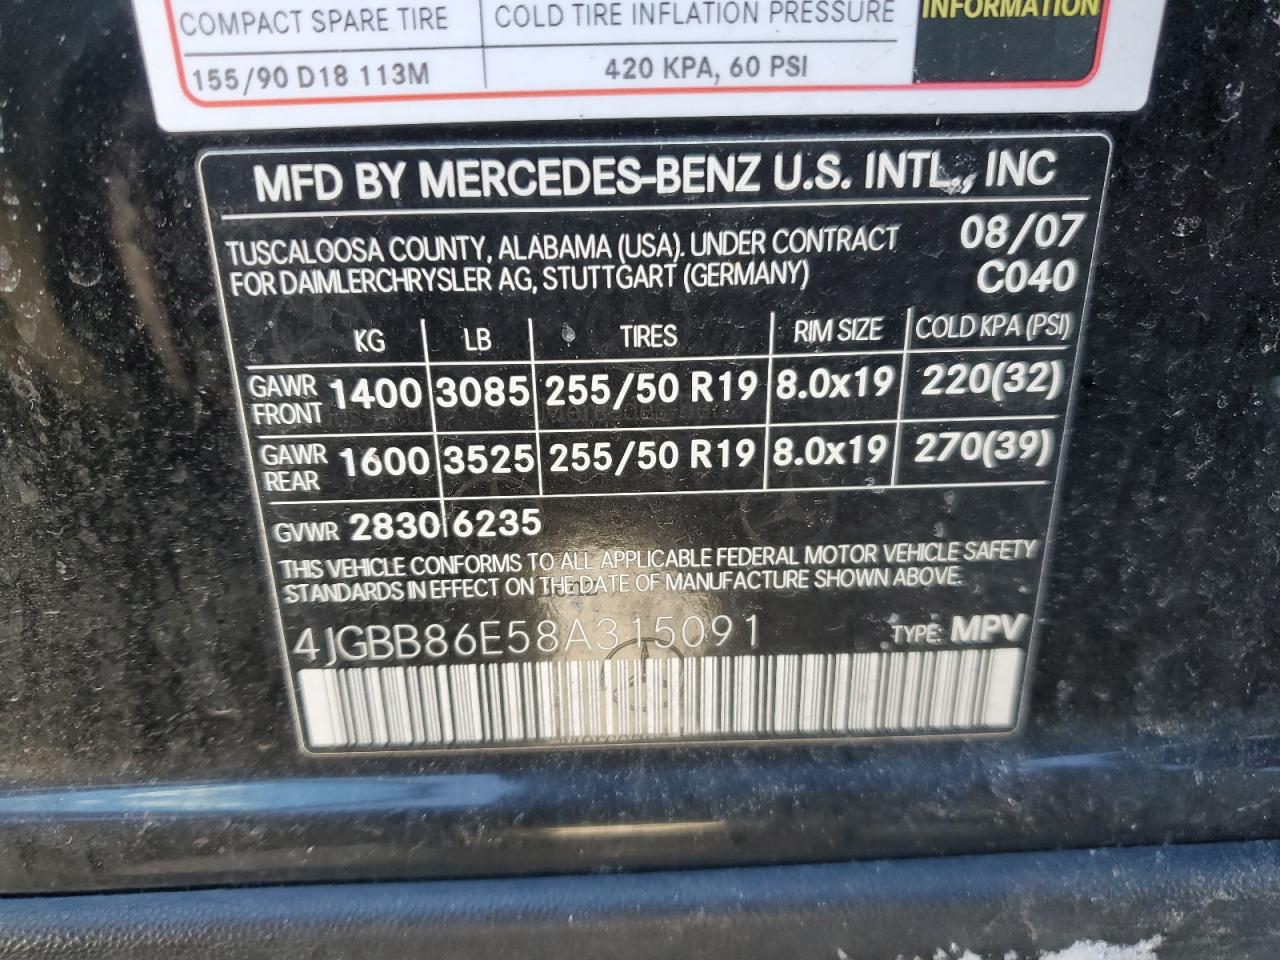 COMPACT SPARE TIRE COLD TIRE INFLATION PRESSURE INFORMATION
155/90 D18 113M 420 KPA, 60 PSI
MFD BY MERCEDES-BENZ U.S. INTL., INC
TUSCALOOSA COUNTY, ALABAMA (USA). UNDER CONTRACT 08/07
FOR DAIMLERCHRYSLER AG, STUTTGART (GERMANY) C040
KG LB TIRES RIM SIZE COLD KPA (PSI)
GAWR FRONT 1400 3085 255/50 R19 8.0x19 220(32)
GAWR REAR 1600 3525 255/50 R19 8.0x19 270(39)
GVWR 2830 6235
THIS VEHICLE CONFORMS TO ALL APPLICABLE FEDERAL MOTOR VEHICLE SAFETY
STANDARDS IN EFFECT ON THE DATE OF MANUFACTURE SHOWN ABOVE.
4JGBB86E58A315091 TYPE: MPV